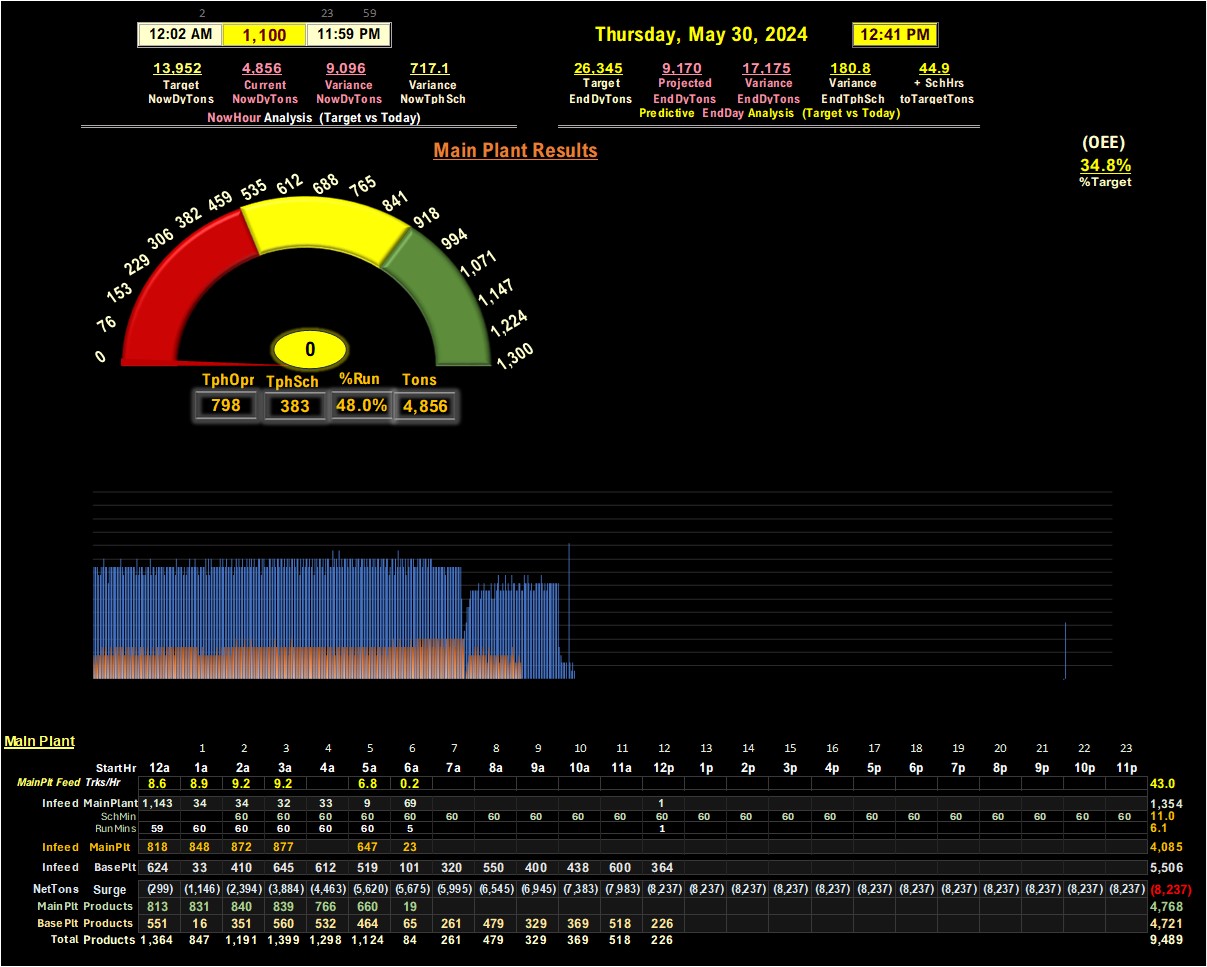 2 23 59
12:02 AM 1,100 11:59 PM Thursday, May 30, 2024 12:41 PM
13,952 4,856 9,096 717.1 26,345 9,170 17,175 180.8 44.9
Target Current Variance Variance Target Projected Variance Variance + SchHrs
NowDyTons NowDyTons NowDyTons NowTphSch EndDyTons EndDyTons EndDyTons EndTphSch toTargetTons
NowHour Analysis (Target vs Today) Predictive EndDay Analysis (Target vs Today)
Main Plant Results
(OEE)
34.8%
%Target
0 76 153 229 306 382 459 535 612 688 765 841 918 994 1,071 1,147 1,224 1,300
0
TphOpr TphSch %Run Tons
798 383 48.0% 4,856
Main Plant
1 2 3 4 5 6 7 8 9 10 11 12 13 14 15 16 17 18 19 20 21 22 23
StartHr 12a 1a 2a 3a 4a 5a 6a 7a 8a 9a 10a 11a 12p 1p 2p 3p 4p 5p 6p 7p 8p 9p 10p 11p
MainPlt Feed Trks/Hr 8.6 8.9 9.2 9.2 6.8 0.2 43.0
Infeed MainPlant 1,143 34 34 32 33 9 69 1 1,354
SchMin 60 60 60 60 60 60 60 60 60 60 60 60 60 60 60 60 60 60 60 60 60 60 11.0
RunMins 59 60 60 60 60 60 5 1 6.1
Infeed MainPlt 818 848 872 877 647 23 4,085
Infeed BasePlt 624 33 410 645 612 519 101 320 550 400 438 600 364 5,506
NetTons Surge (299) (1,146) (2,394) (3,884) (4,463) (5,620) (5,675) (5,995) (6,545) (6,945) (7,383) (7,983) (8,237) (8,237) (8,237) (8,237) (8,237) (8,237) (8,237) (8,237) (8,237) (8,237) (8,237) (8,237) (8,237)
MainPlt Products 813 831 840 839 766 660 19 4,768
BasePlt Products 551 16 351 560 532 464 65 261 479 329 369 518 226 4,721
Total Products 1,364 847 1,191 1,399 1,298 1,124 84 261 479 329 369 518 226 9,489